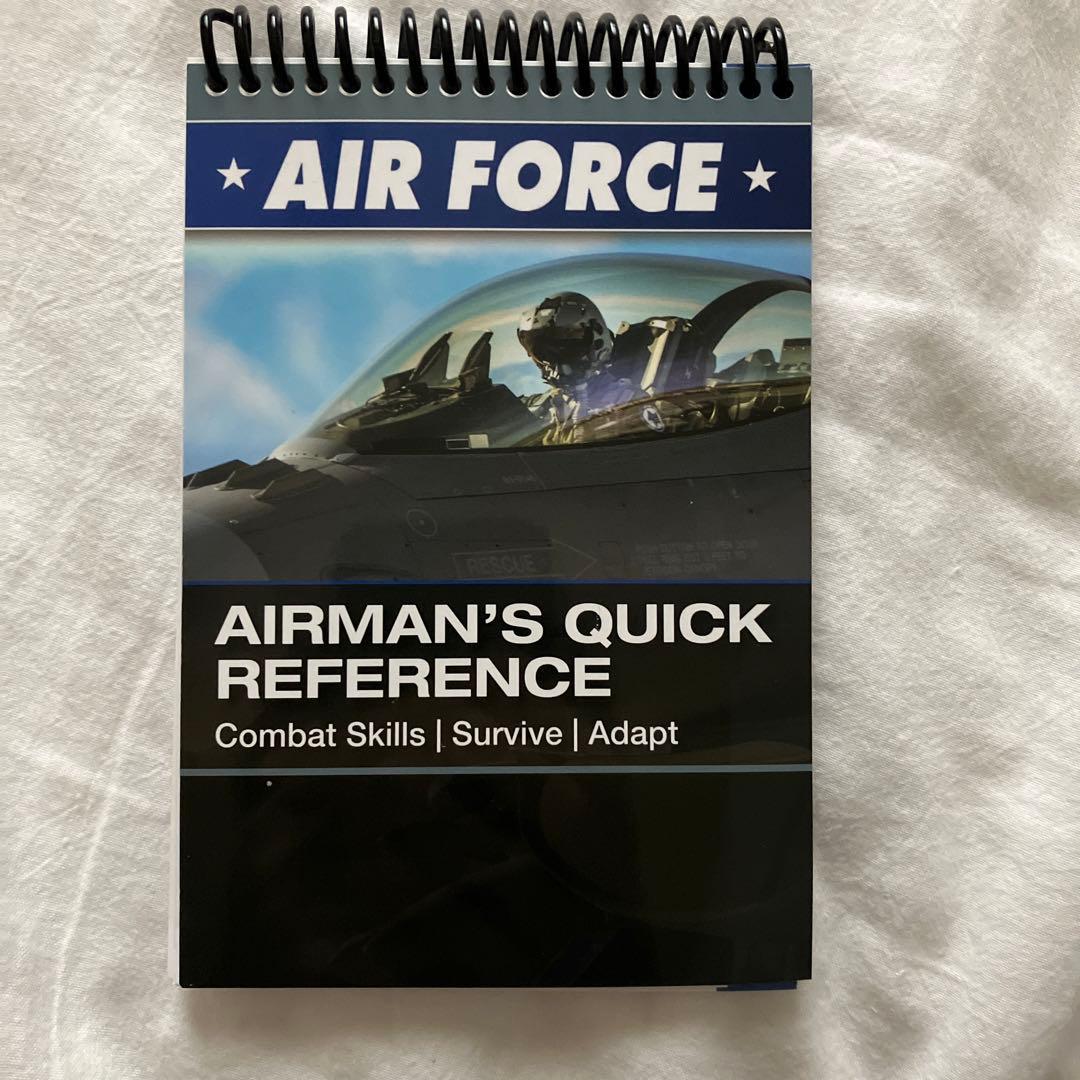 ★ AIR FORCE ★
RESCUE
AIRMAN'S QUICK
REFERENCE
Combat Skills | Survive | Adapt